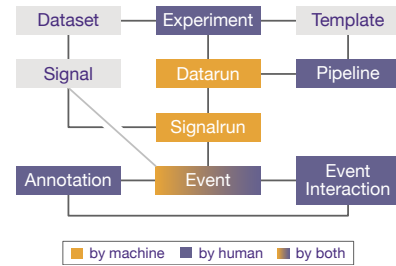 Dataset
Experiment
Template
Signal
Datarun
Pipeline
Signalrun
Annotation
Event
Event
Interaction
by machine
by human
by both